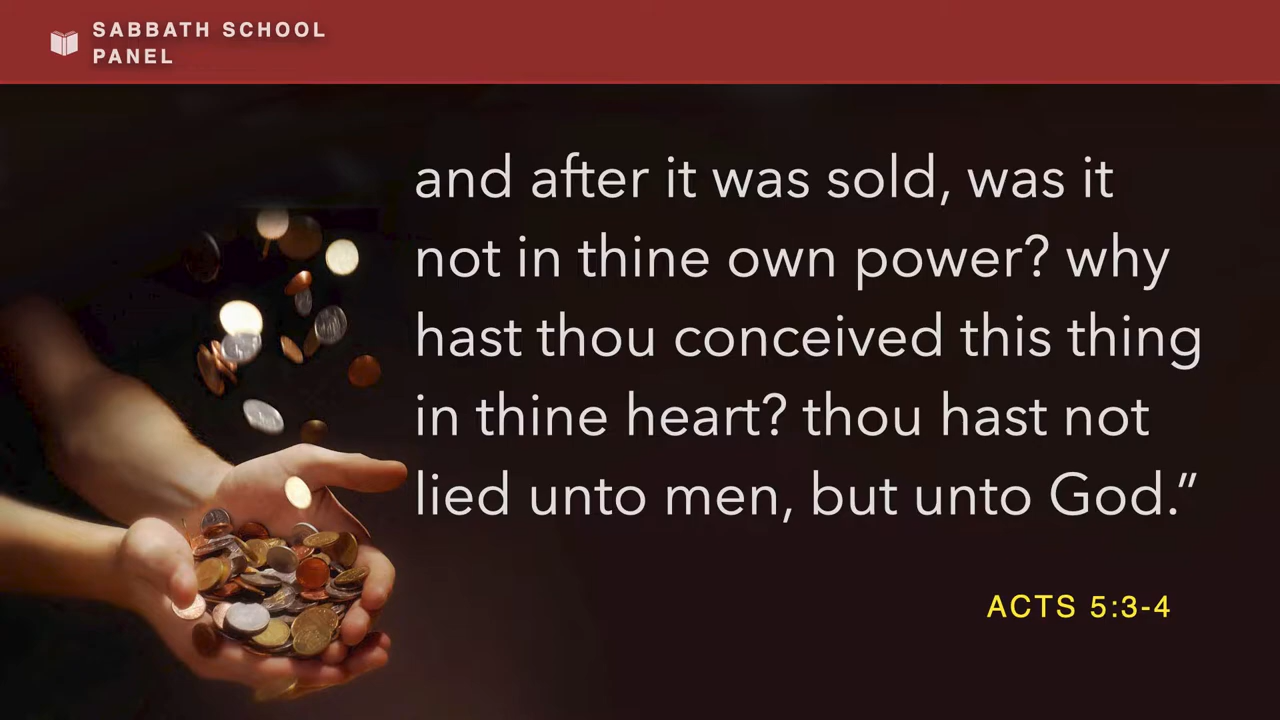 SABBATH SCHOOL
PANEL
and after it was sold, was it
not in thine own power? why
hast thou conceived this thing
in thine heart? thou hast not
lied unto men, but unto God.”
ACTS 5:3-4